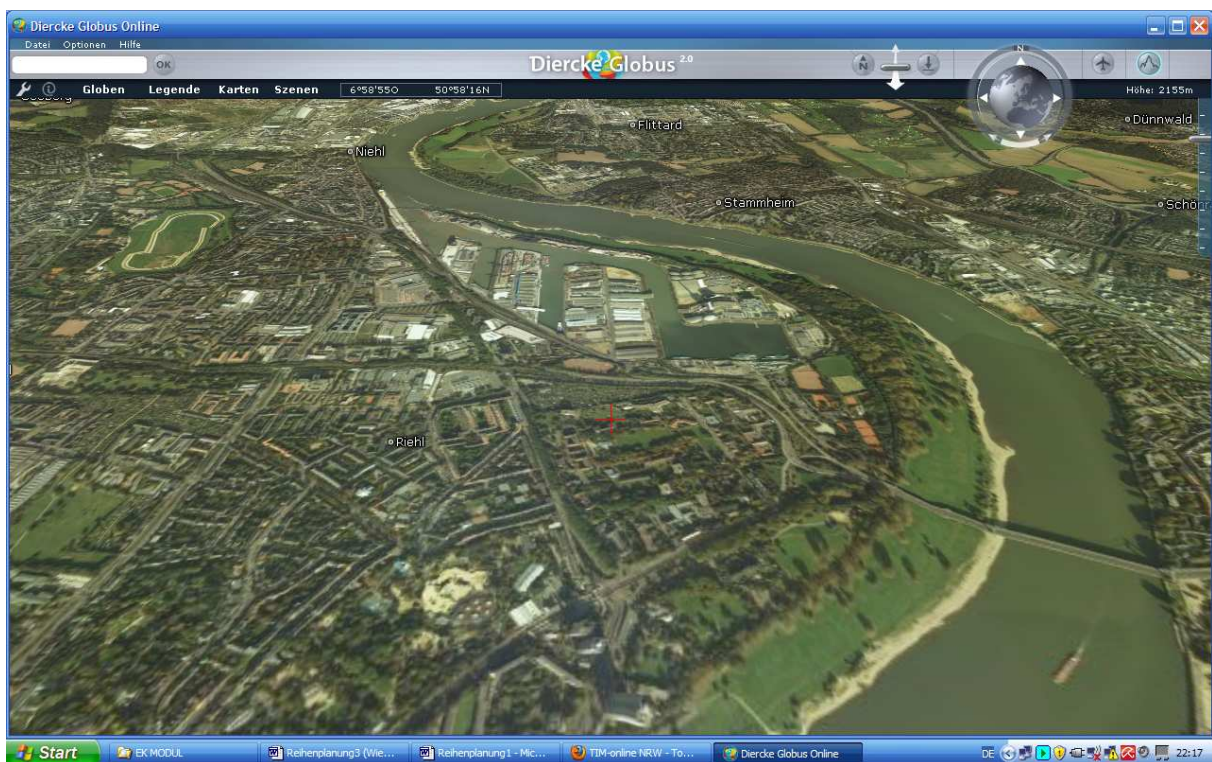 Diercke Globus Online
Datei Optionen Hilfe
OK
Diercke Globus 2.0
N
N
Globen Legende Karten Szenen 6°58'55O 50°58'16N
Höhe: 2155m
Flittard
Dünnwald
Niehl
Stammheim
Riehl
Start
EK MODUL
Reihenplanung3 (Wie...
Reihenplanung1 - Mic...
TIM-online NRW - To...
Diercke Globus Online
DE
22:17